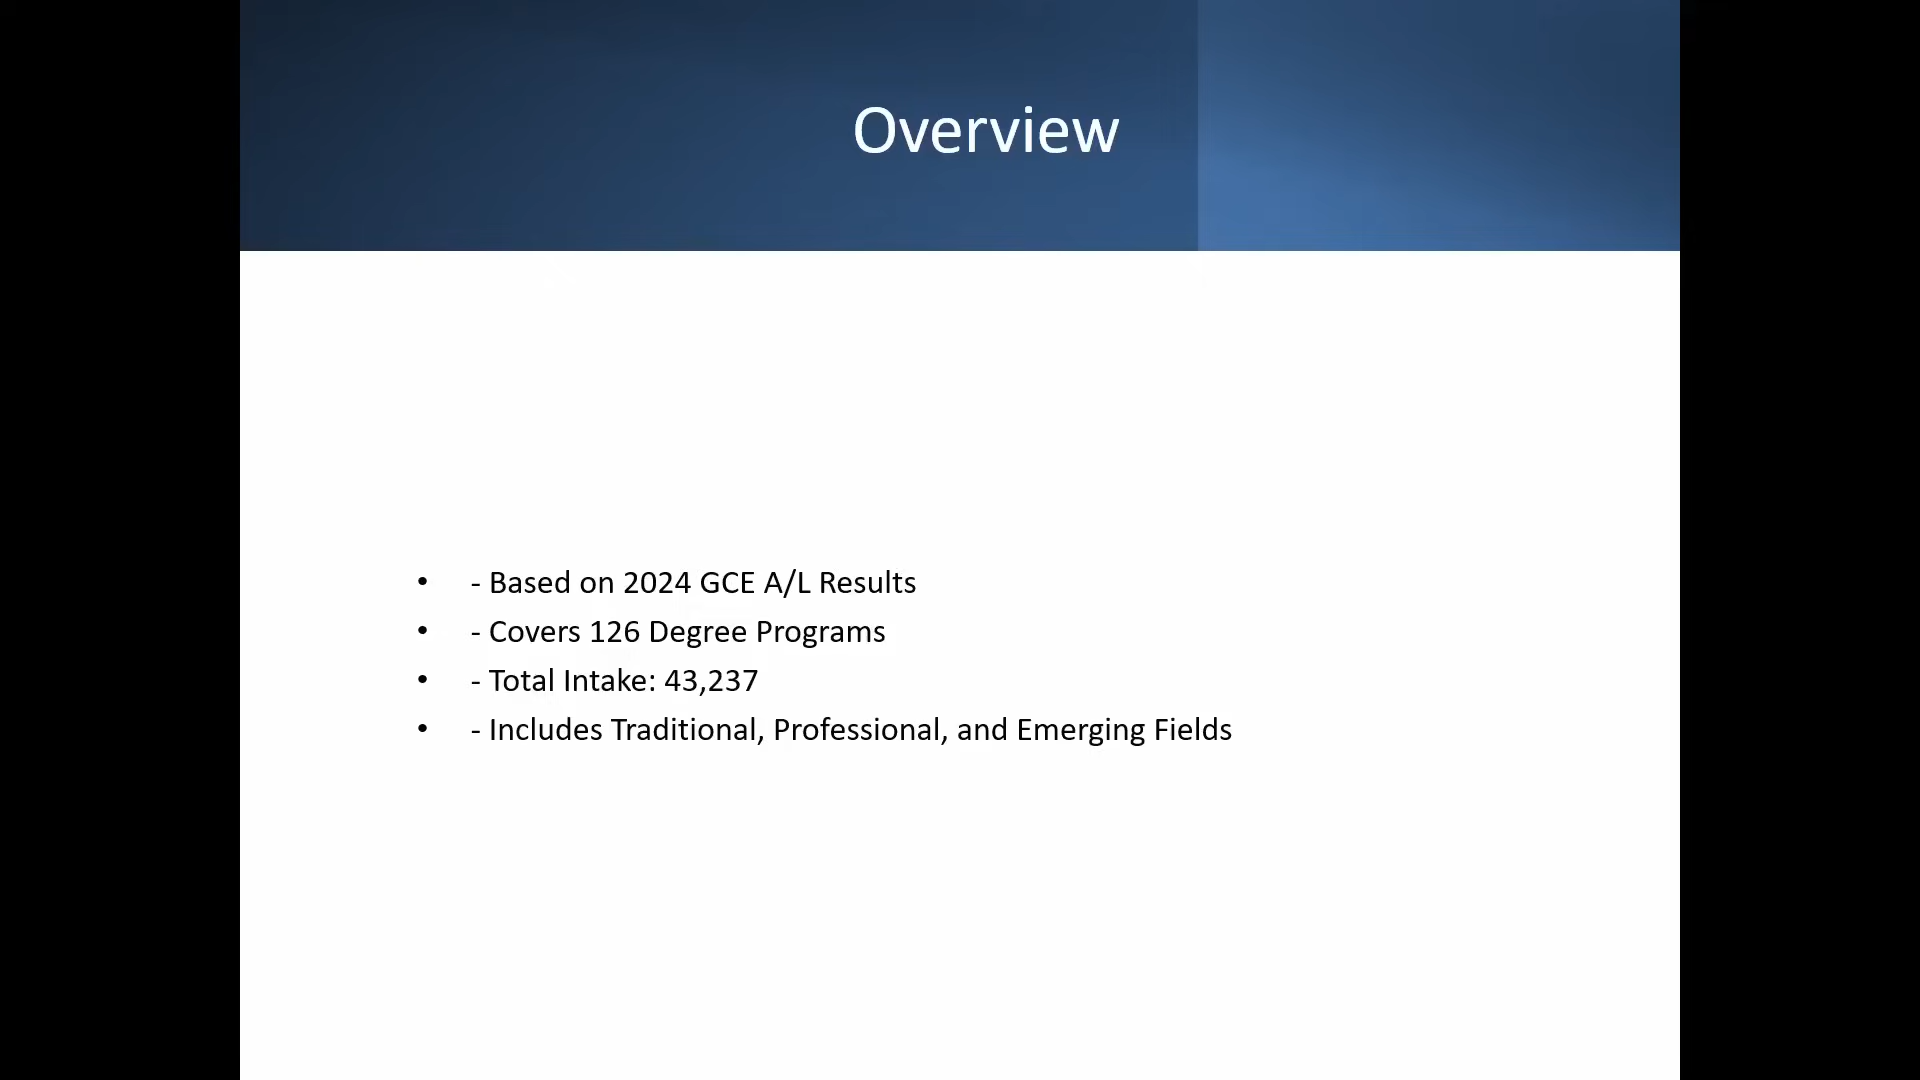 Overview
• - Based on 2024 GCE A/L Results
• - Covers 126 Degree Programs
• - Total Intake: 43,237
• - Includes Traditional, Professional, and Emerging Fields